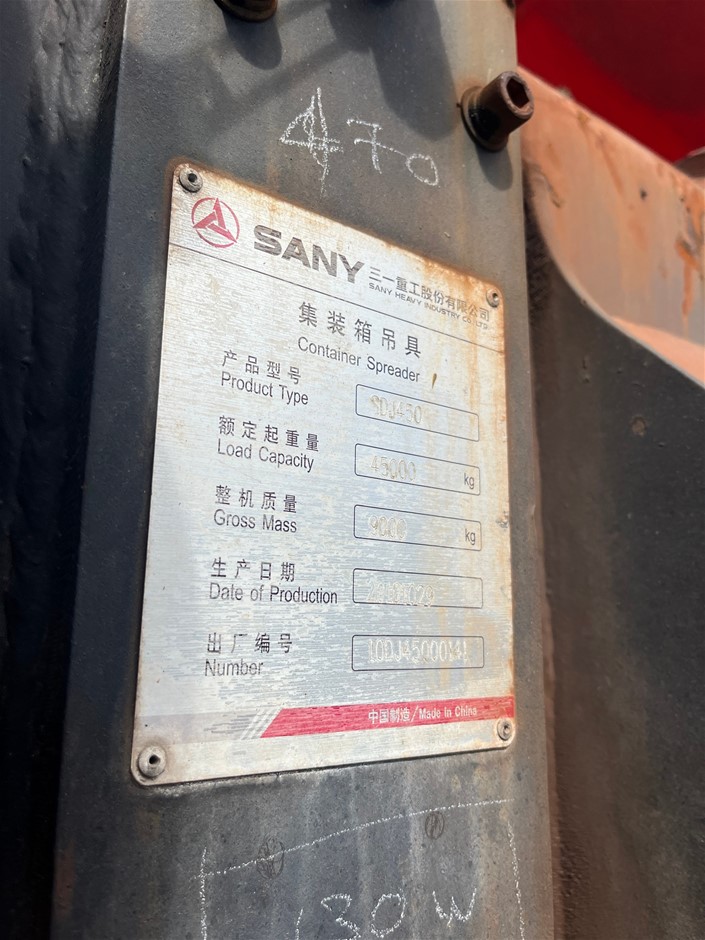 470
SANY 三一重工股份有限公司
SANY HEAVY INDUSTRY CO., LTD.
集装箱吊具
Container Spreader
产品型号
Product Type
额定起重量
Load Capacity 45000 kg
整机质量
Gross Mass 9000 kg
生产日期
Date of Production
出厂编号
Number
中国制造/Made in China
30 W